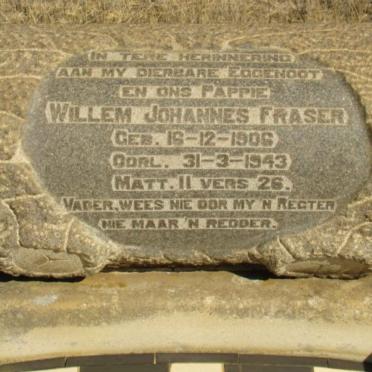 IN TERE HERINNERING
AAN MY DIERBARE EGGENOOT
EN ONS PAPPIE
WILLEM JOHANNES FRASER
GEB. 16-12-1906
OORL. 31-3-1943
MATT. 11 VERS 26.
VADER, WEES NIE OOR MY 'N REGTER
NIE MAAR 'N REDDER.